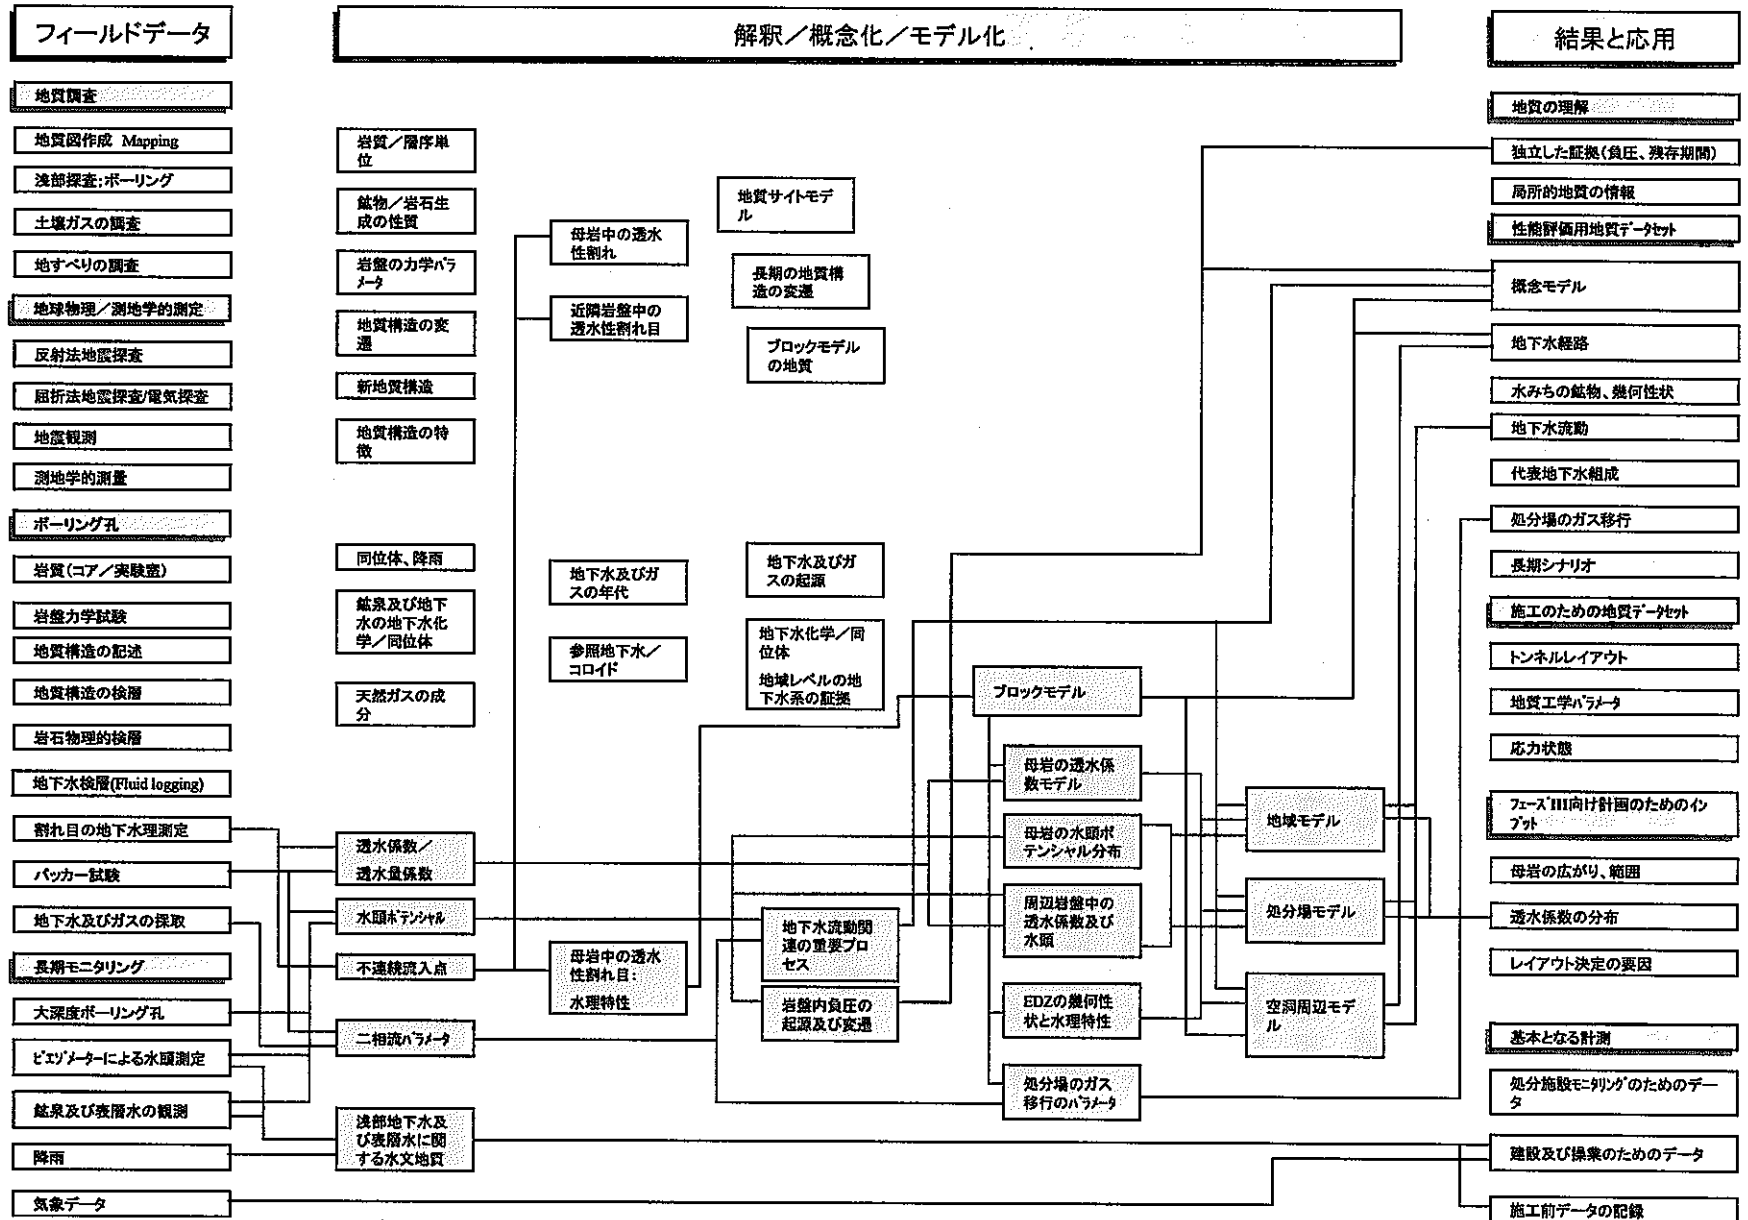 フィールドデータ
地質調査
地質図作成 Mapping
浅部探査;ボーリング
土壌ガスの調査
地すべりの調査
地球物理／測地学的測定
反射法地震探査
屈折法地震探査/電気探査
地震観測
測地学的測量
ボーリング孔
岩質(コア／実験室)
岩盤力学試験
地質構造の記述
地質構造の検層
岩石物理的検層
地下水検層(Fluid logging)
割れ目の地下水理測定
パッカー試験
地下水及びガスの採取
長期モニタリング
大深度ボーリング孔
ピエゾメーターによる水頭測定
鉱泉及び表層水の観測
降雨
気象データ
解釈／概念化／モデル化
岩質／層序単
位
鉱物／岩石生
成の性質
岩盤の力学パラ
メータ
地質構造の変
遷
新地質構造
地質構造の特
徴
同位体、降雨
鉱泉及び地下
水の地下水化
学／同位体
天然ガスの成
分
透水係数／
透水量係数
水頭ポテンシャル
不連続流入点
二相流パラメータ
浅部地下水及
び表層水に関
する水文地質
母岩中の透水
性割れ
近隣岩盤中の
透水性割れ目
地下水及びガ
スの年代
参照地下水／
コロイド
母岩中の透水
性割れ目:
水理特性
地質サイトモデ
ル
長期の地質構
造の変遷
ブロックモデル
の地質
地下水及びガ
スの起源
地下水化学／同
位体
地域レベルの地
下水系の証拠
地下水流動関
連の重要プロ
セス
岩盤内負圧の
起源及び変遷
ブロックモデル
母岩の透水係
数モデル
母岩の水頭ポ
テンシャル分布
周辺岩盤中の
透水係数及び
水頭
EDZの幾何性
状と水理特性
処分場のガス
移行のパラメータ
地域モデル
処分場モデル
空洞周辺モデ
ル
結果と応用
地質の理解
独立した証拠(負圧、残存期間)
局所的地質の情報
性能評価用地質データセット
概念モデル
地下水経路
水みちの鉱物、幾何性状
地下水流動
代表地下水組成
処分場のガス移行
長期シナリオ
施工のための地質データセット
トンネルレイアウト
地質工学パラメータ
応力状態
フェーズIII向け計画のためのイン
プット
母岩の広がり、範囲
透水係数の分布
レイアウト決定の要因
基本となる計測
処分施設モニタリングのためのデー
タ
建設及び操業のためのデータ
施工前データの記録